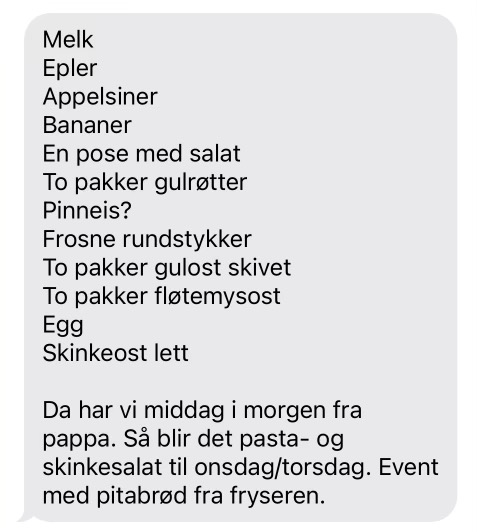 Melk
Epler
Appelsiner
Bananer
En pose med salat
To pakker gulrøtter
Pinneis?
Frosne rundstykker
To pakker gulost skivet
To pakker fløtemysost
Egg
Skinkeost lett

Da har vi middag i morgen fra
pappa. Så blir det pasta- og
skinkesalat til onsdag/torsdag. Event
med pitabrød fra fryseren.